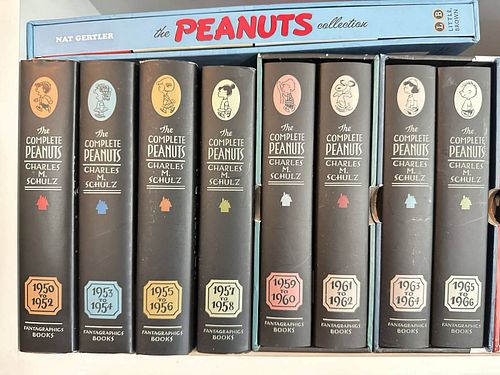 NAT GERTLER
the PEANUTS collection
L B
LITTLE,
BROWN
The
COMPLETE
PEANUTS
CHARLES
M.
SCHULZ
1950
TO
1952
FANTAGRAPHICS
BOOKS
The
COMPLETE
PEANUTS
CHARLES
M.
SCHULZ
1953
TO
1954
FANTAGRAPHICS
BOOKS
The
COMPLETE
PEANUTS
CHARLES
M.
SCHULZ
1955
TO
1956
FANTAGRAPHICS
BOOKS
The
COMPLETE
PEANUTS
CHARLES
M.
SCHULZ
1957
TO
1958
FANTAGRAPHICS
BOOKS
The
COMPLETE
PEANUTS
CHARLES
M.
SCHULZ
1959
TO
1960
FANTAGRAPHICS
BOOKS
The
COMPLETE
PEANUTS
CHARLES
M.
SCHULZ
1961
TO
1962
FANTAGRAPHICS
BOOKS
The
COMPLETE
PEANUTS
CHARLES
M.
SCHULZ
1963
TO
1964
FANTAGRAPHICS
BOOKS
The
COMPLETE
PEANUTS
CHARLES
M.
SCHULZ
1965
TO
1966
FANTAGRAPHICS
BOOKS